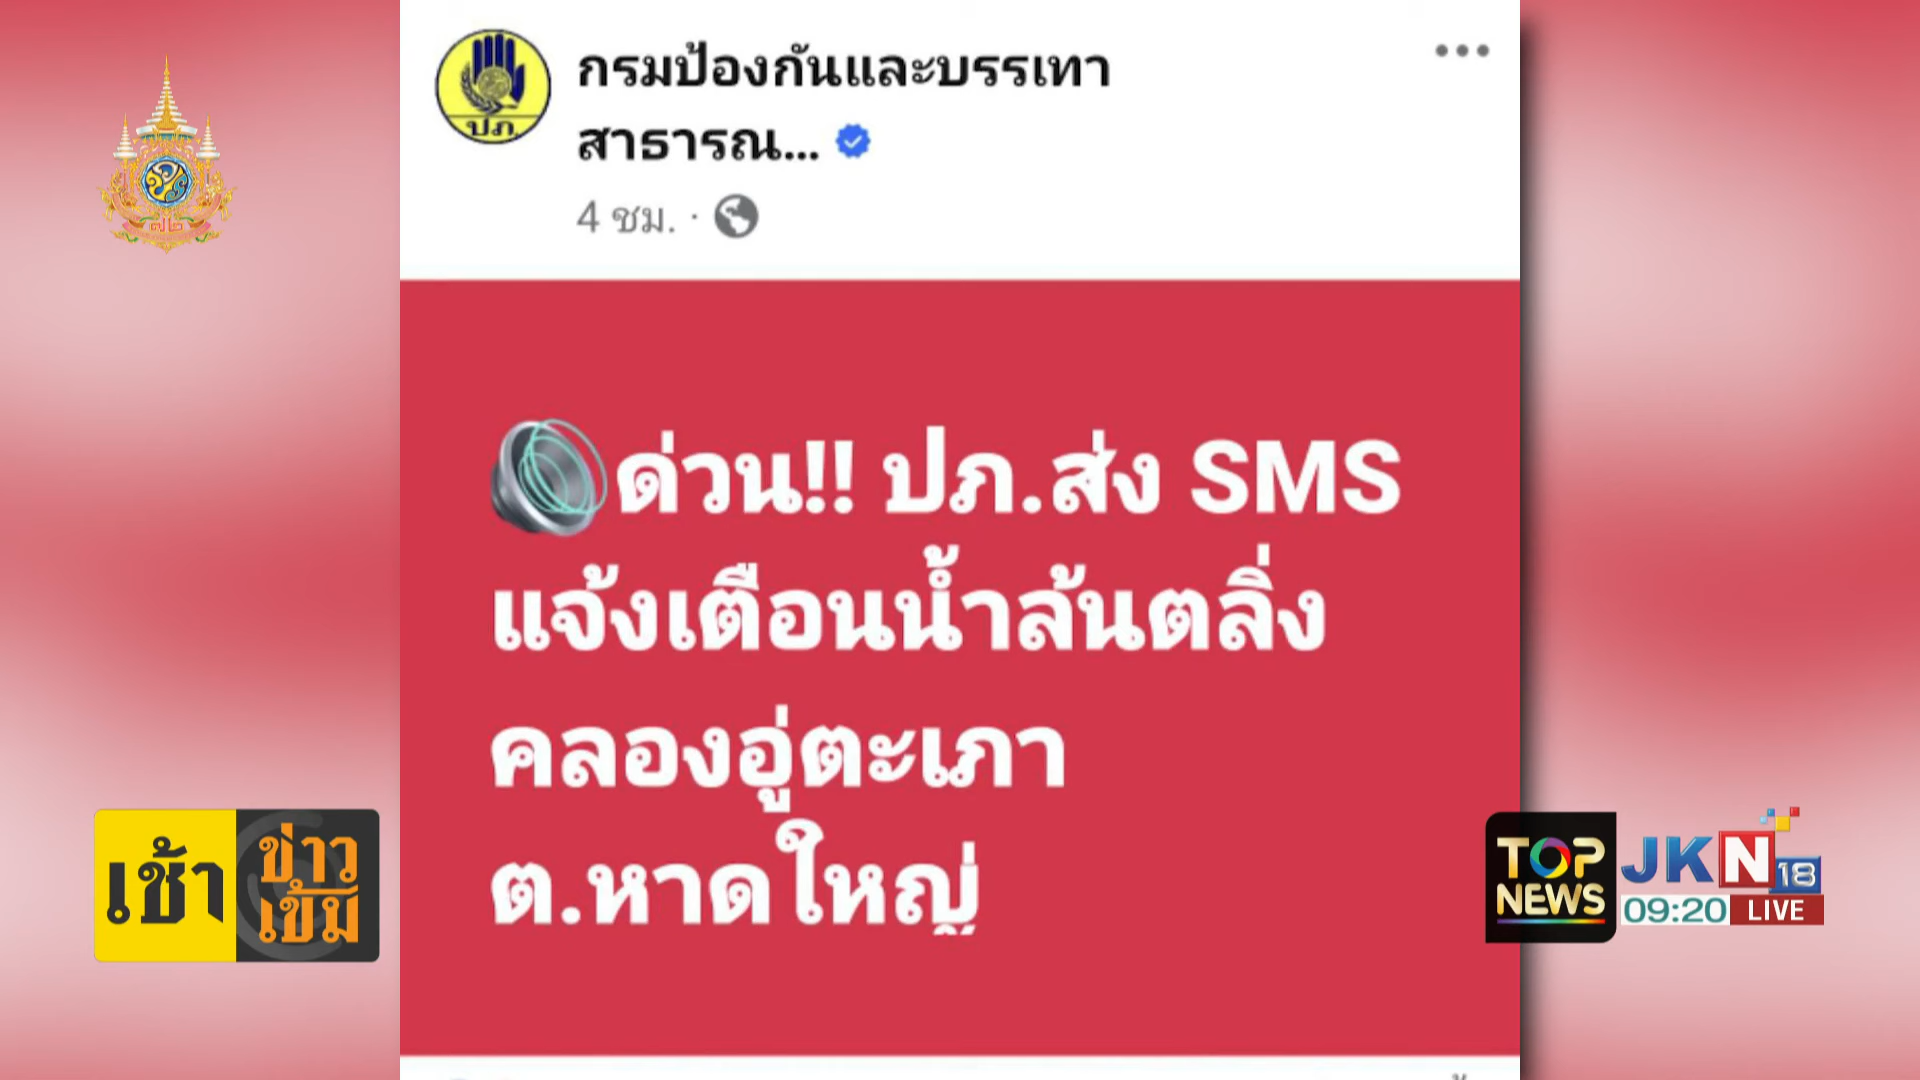 กรมป้องกันและบรรเทา
สาธารณ...
4 ชม. ·
ปภ.
ด่วน!! ปภ.ส่ง SMS
แจ้งเตือนน้ำล้นตลิ่ง
คลองอู่ตะเภา
ต.หาดใหญ่
เช้า
ข่าว
เข้ม
TOP
NEWS
JKN
18
09:20
LIVE